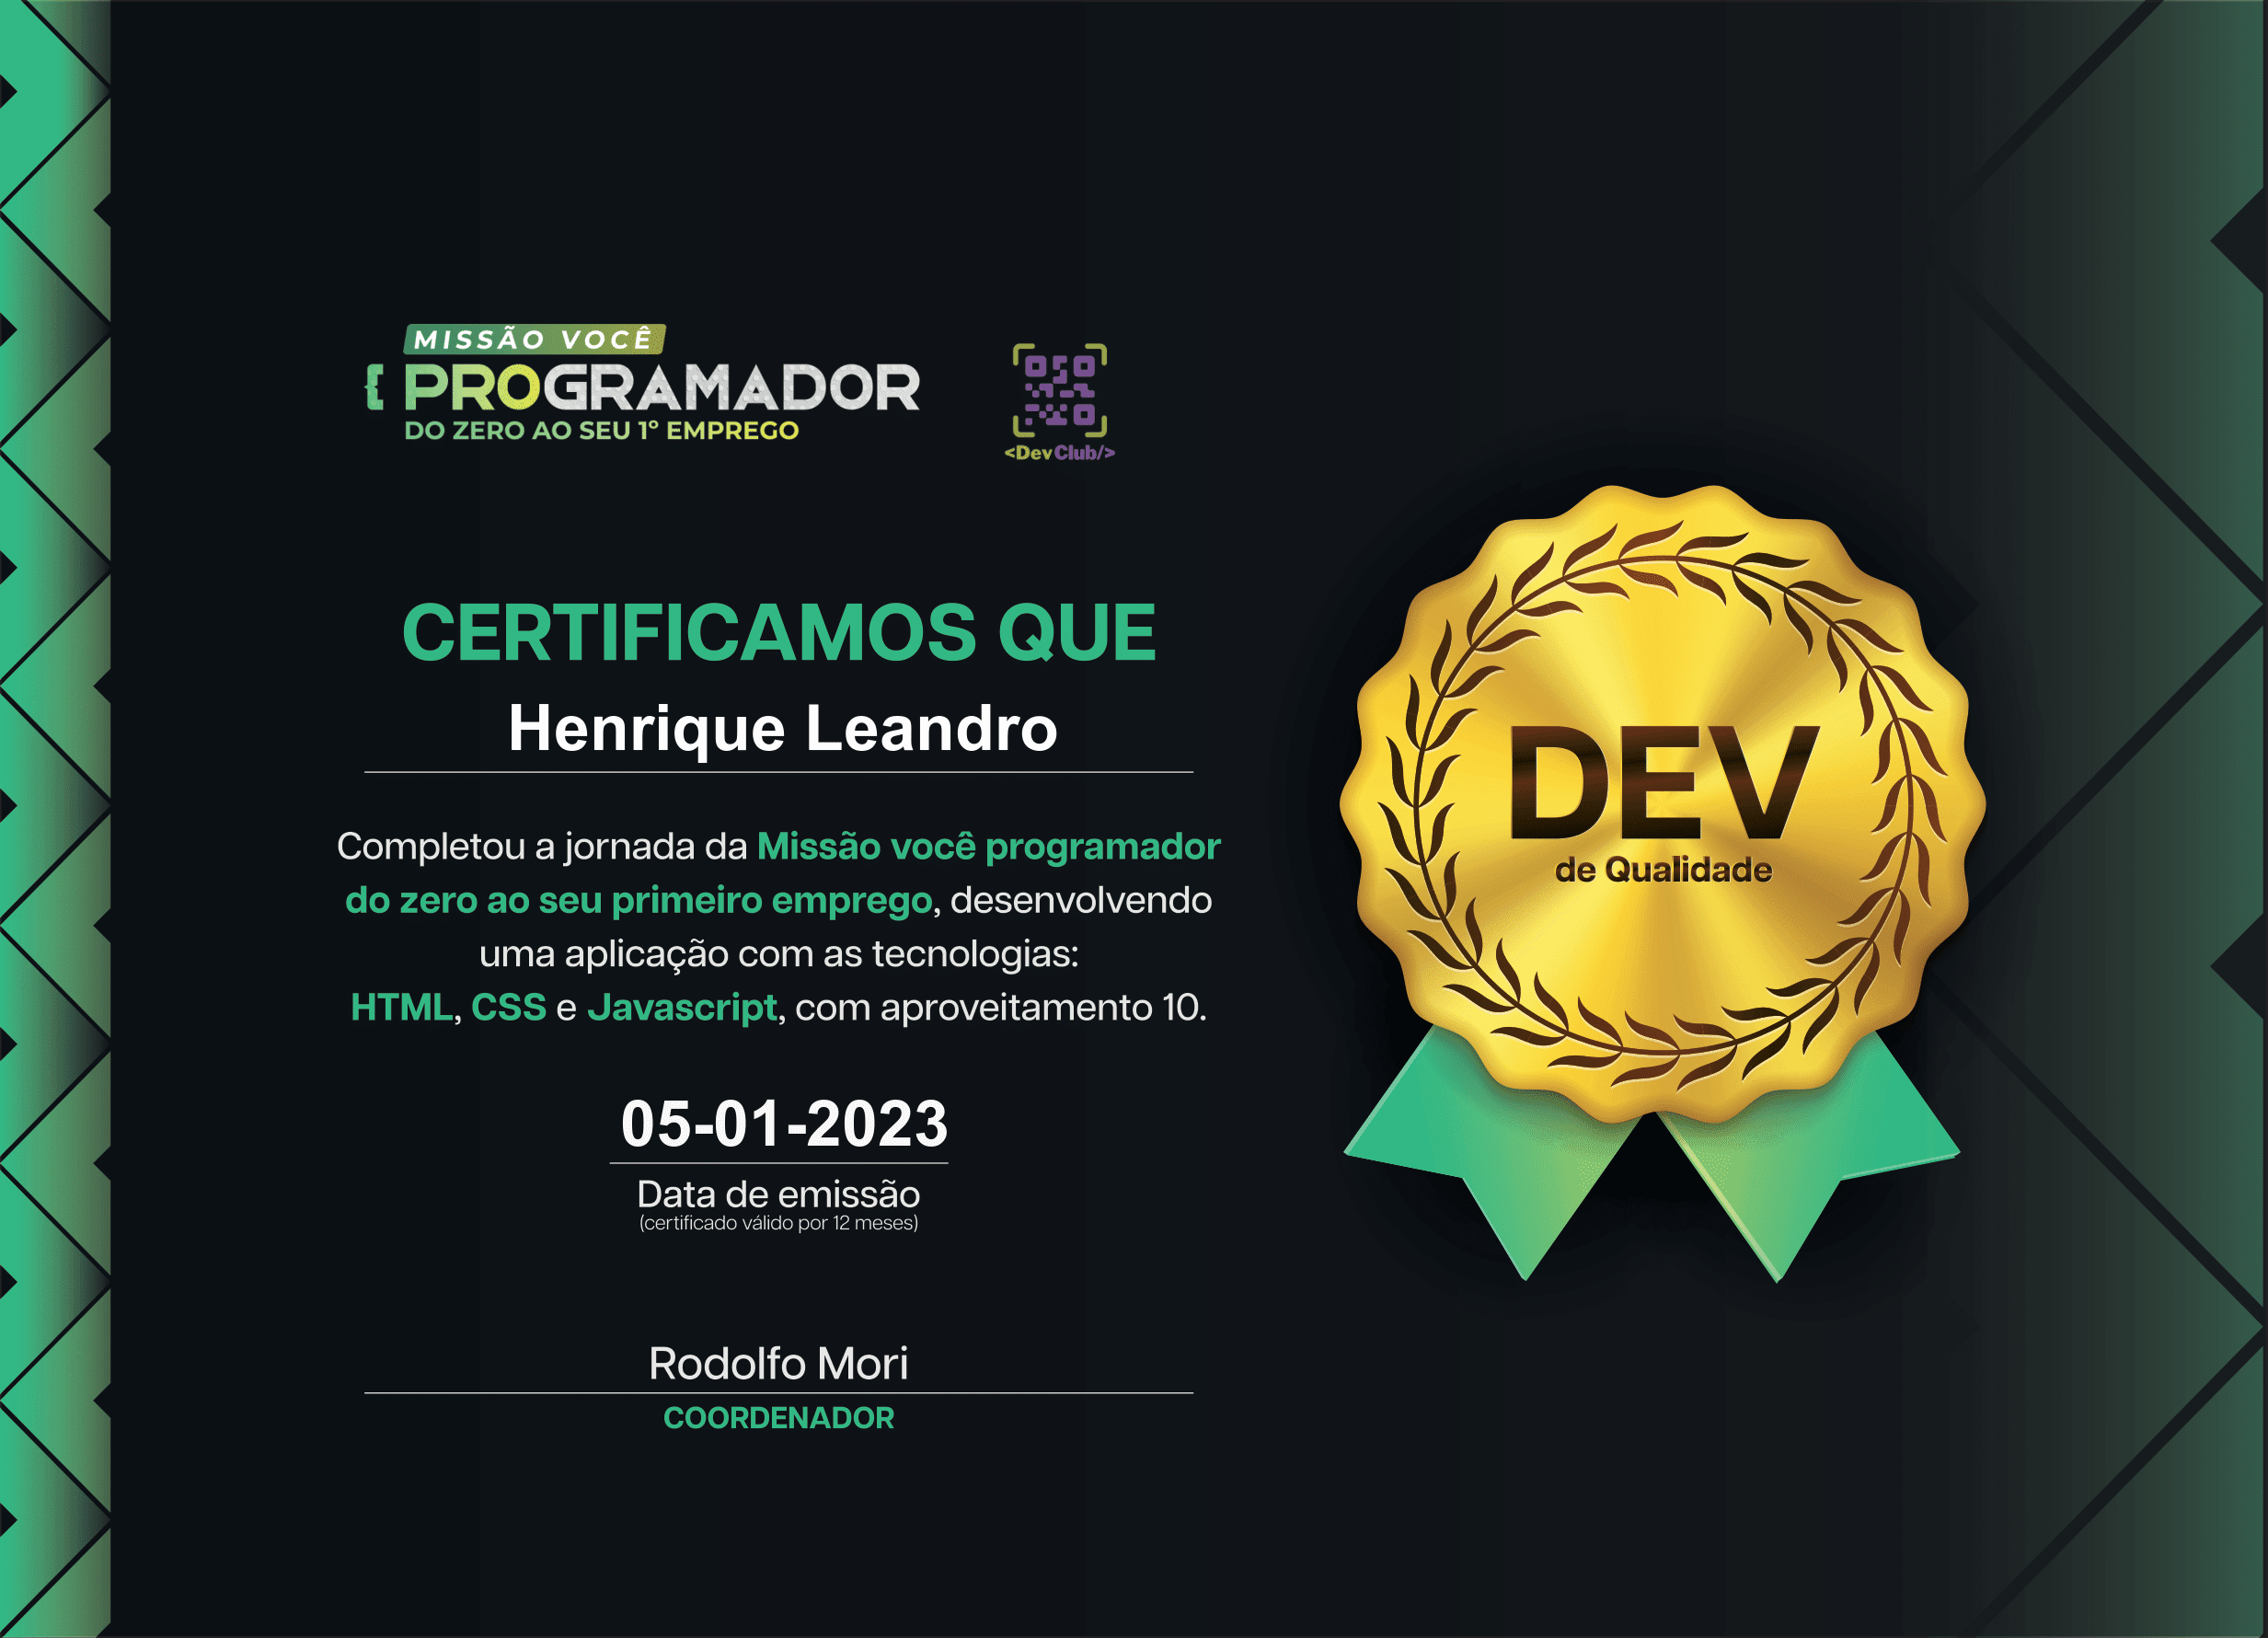 MISSÃO VOCÊ
{ PROGRAMADOR
DO ZERO AO SEU 1º EMPREGO
<DevClub/>
CERTIFICAMOS QUE
Henrique Leandro
Completou a jornada da Missão você programador
do zero ao seu primeiro emprego, desenvolvendo
uma aplicação com as tecnologias:
HTML, CSS e Javascript, com aproveitamento 10.
05-01-2023
Data de emissão
(certificado válido por 12 meses)
Rodolfo Mori
COORDENADOR
DEV
de Qualidade